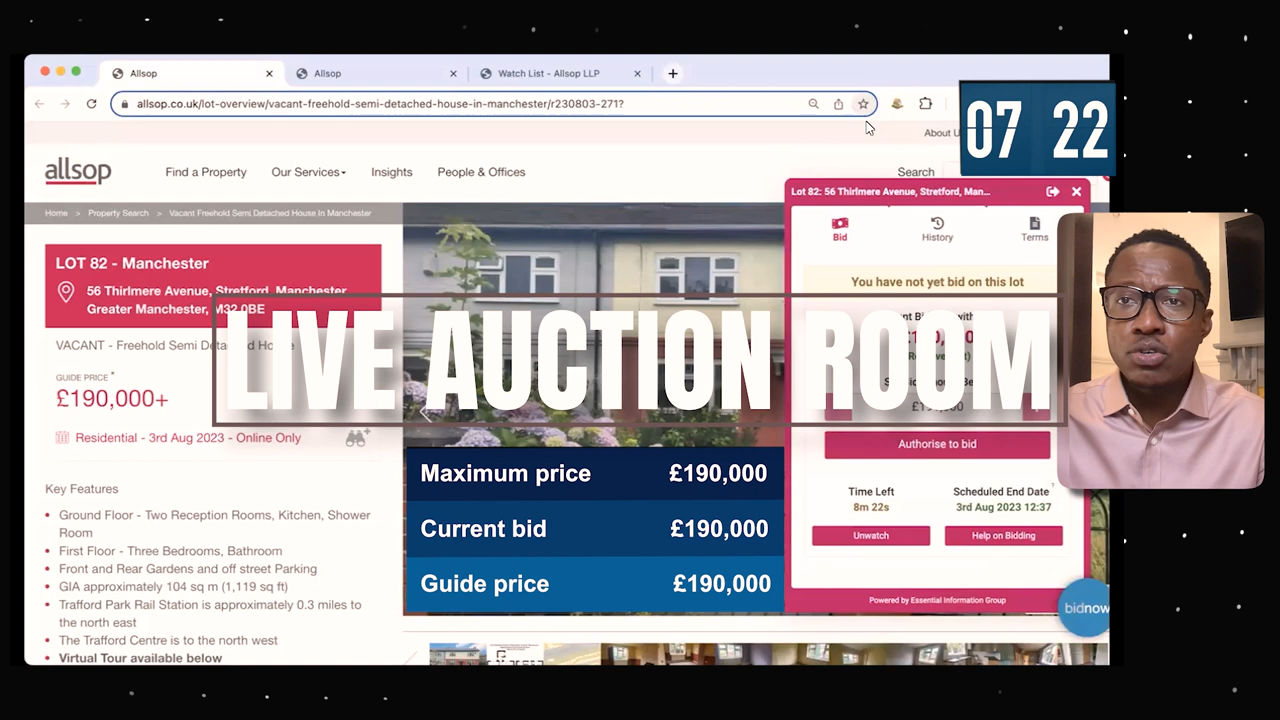 Allsop
Allsop
Watch List - Allsop LLP
allsop.co.uk/lot-overview/vacant-freehold-semi-detached-house-in-manchester/r230803-271?
07 22
About U
allsop
Find a Property
Our Services
Insights
People & Offices
Search
Home > Property Search > Vacant Freehold Semi Detached House In Manchester
Lot 82: 56 Thirlmere Avenue, Stretford, Man...
Bid
History
Terms
You have not yet bid on this lot
LOT 82 - Manchester
56 Thirlmere Avenue, Stretford, Manchester,
Greater Manchester, M32 0BE
LIVE AUCTION ROOM
VACANT - Freehold Semi Detached House
GUIDE PRICE *
£190,000+
Residential - 3rd Aug 2023 - Online Only
Authorise to bid
Maximum price £190,000
Current bid £190,000
Guide price £190,000
Time Left
8m 22s
Scheduled End Date
3rd Aug 2023 12:37
Unwatch
Help on Bidding
Powered by Essential Information Group
bidnow
Key Features
Ground Floor - Two Reception Rooms, Kitchen, Shower
Room
First Floor - Three Bedrooms, Bathroom
Front and Rear Gardens and off street Parking
GIA approximately 104 sq m (1,119 sq ft)
Trafford Park Rail Station is approximately 0.3 miles to
the north east
The Trafford Centre is to the north west
Virtual Tour available below